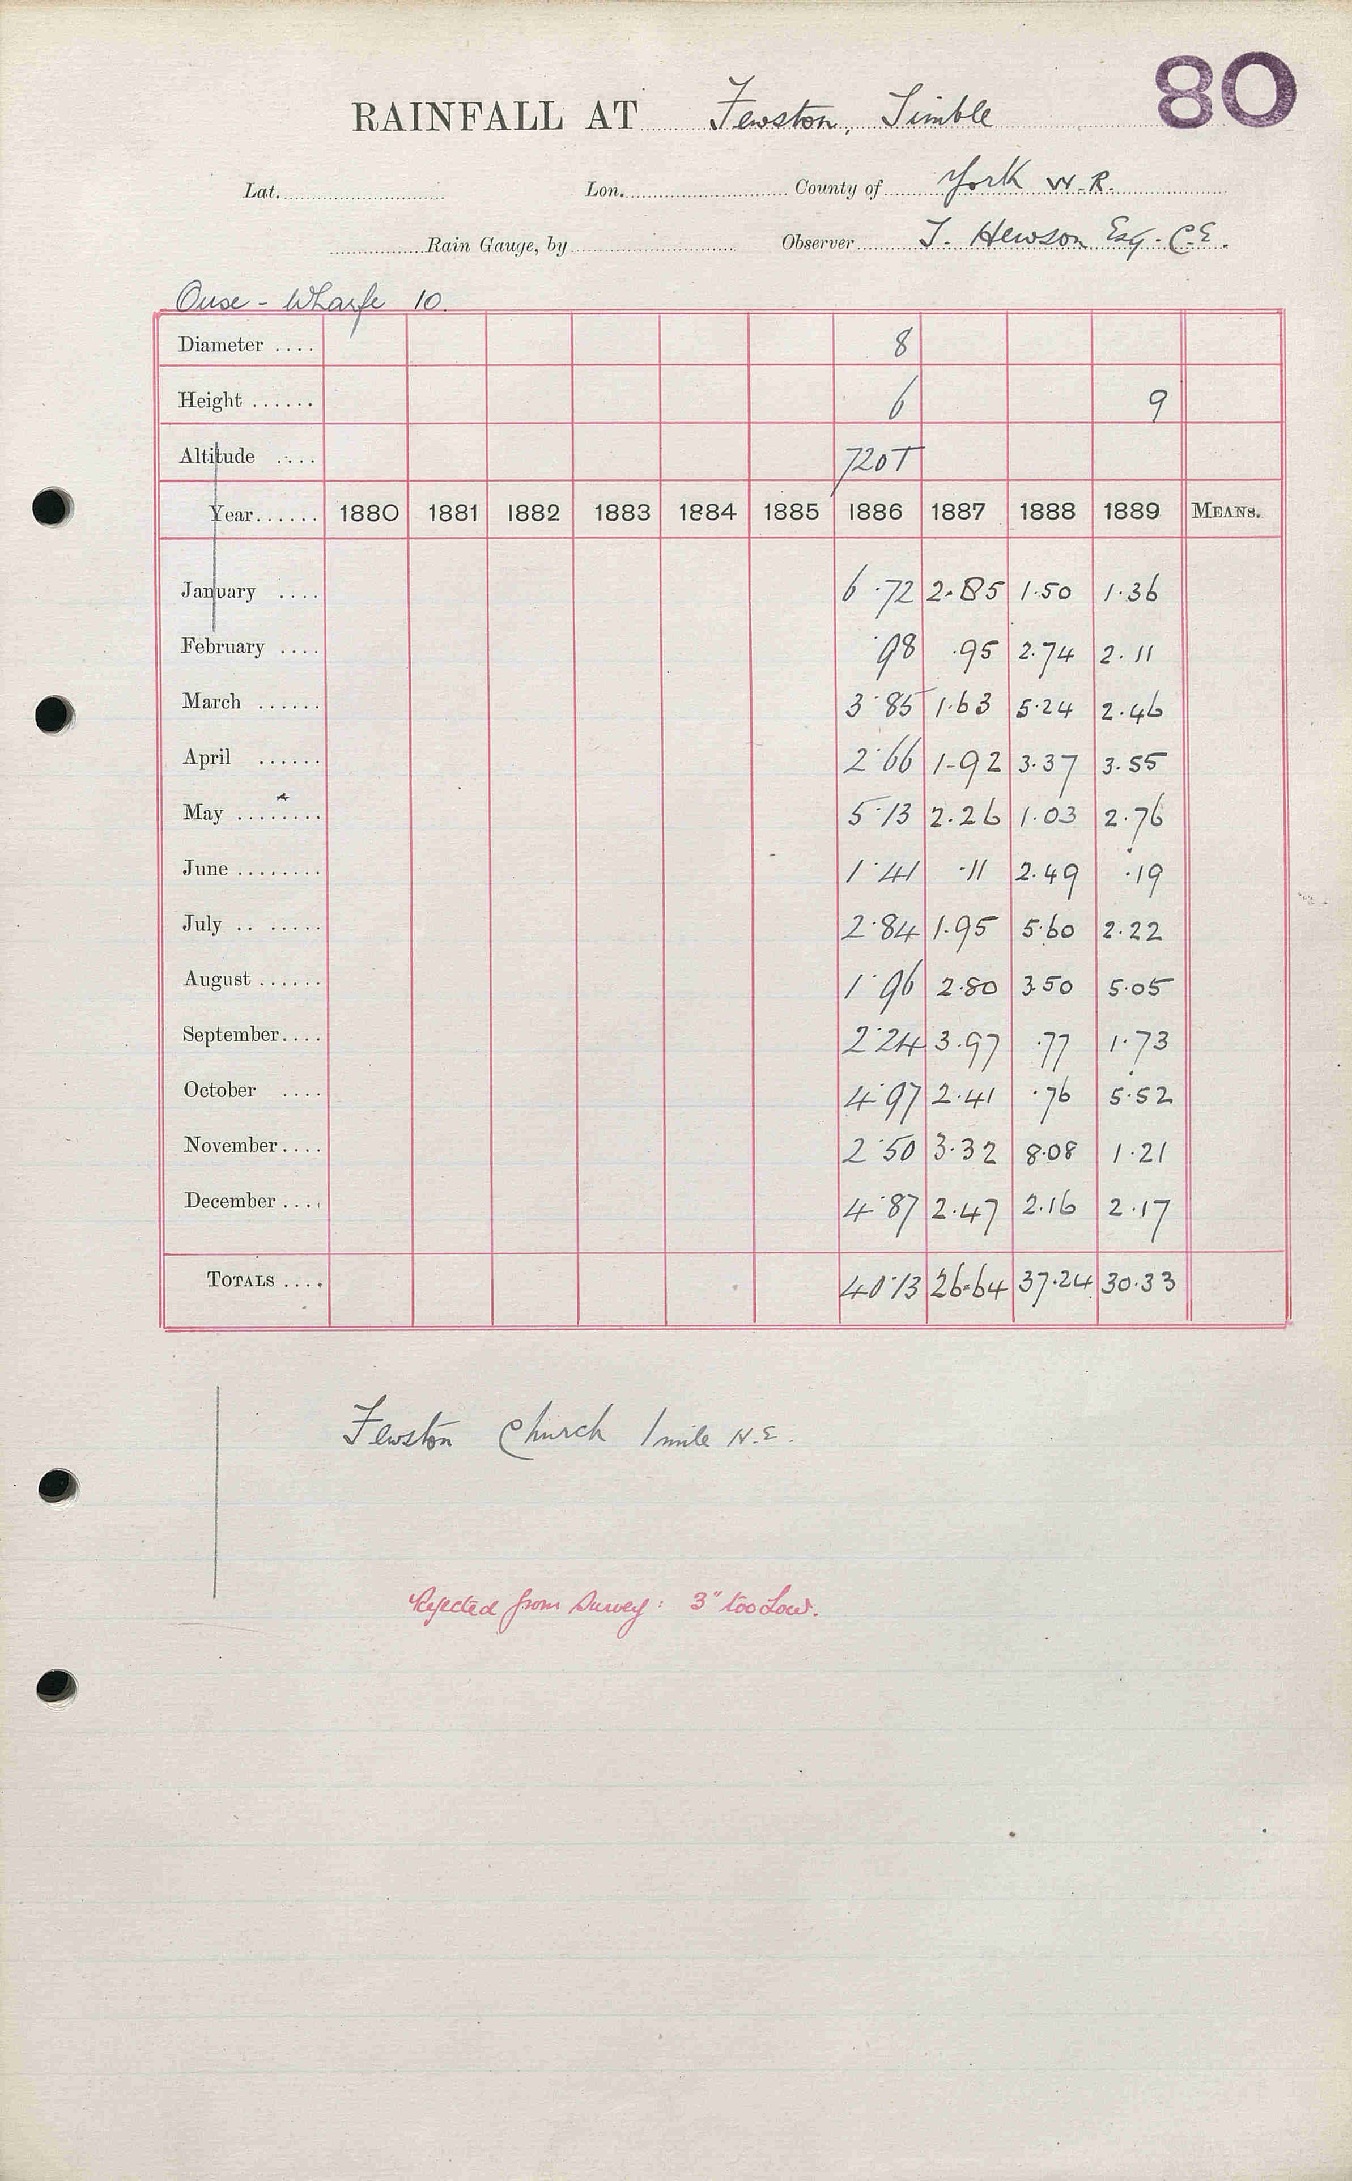 80
RAINFALL AT Fewston, Timble
Lat. Lon. County of York W.R.
Rain Gauge, by Observer T. Hewson Esq. C.E.
Ouse - Wharfe 10.
Diameter .... 8
Height ...... 6 9
Altitude .... 720T
Year...... 1880 1881 1882 1883 1884 1885 1886 1887 1888 1889 MEANS.
January .... 6.72 2.85 1.50 1.36
February .... .98 .95 2.74 2.11
March ...... 3.85 1.63 5.24 2.46
April ...... 2.66 1.92 3.37 3.55
May ........ 5.13 2.26 1.03 2.76
June ........ 1.41 .11 2.49 .19
July .. ..... 2.84 1.95 5.60 2.22
August ...... 1.96 2.80 3.50 5.05
September.... 2.24 3.97 .77 1.73
October .... 4.97 2.41 .76 5.52
November.... 2.50 3.32 8.08 1.21
December .... 4.87 2.47 2.16 2.17
TOTALS .... 40.13 26.64 37.24 30.33
Fewston Church 1 mile N.E.
Rejected from Survey: 3" too Low.